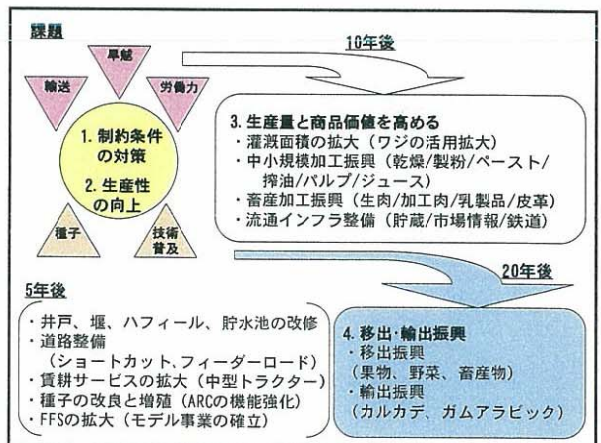 課題
旱魃
輸送
労働力
1. 制約条件
の対策
2. 生産性
の向上
種子
技術
普及
10年後
3. 生産量と商品価値を高める
・灌漑面積の拡大（ワジの活用拡大）
・中小規模加工振興（乾燥/製粉/ペースト/
搾油/パルプ/ジュース）
・畜産加工振興（生肉/加工肉/乳製品/皮革）
・流通インフラ整備（貯蔵/市場情報/鉄道）
20年後
5年後
・井戸、堰、ハフィール、貯水池の改修
・道路整備
（ショートカット、フィーダーロード）
・賃耕サービスの拡大（中型トラクター）
・種子の改良と増殖（ARCの機能強化）
・FFSの拡大（モデル事業の確立）
4. 移出・輸出振興
・移出振興
（果物、野菜、畜産物）
・輸出振興
（カルカデ、ガムアラビック）